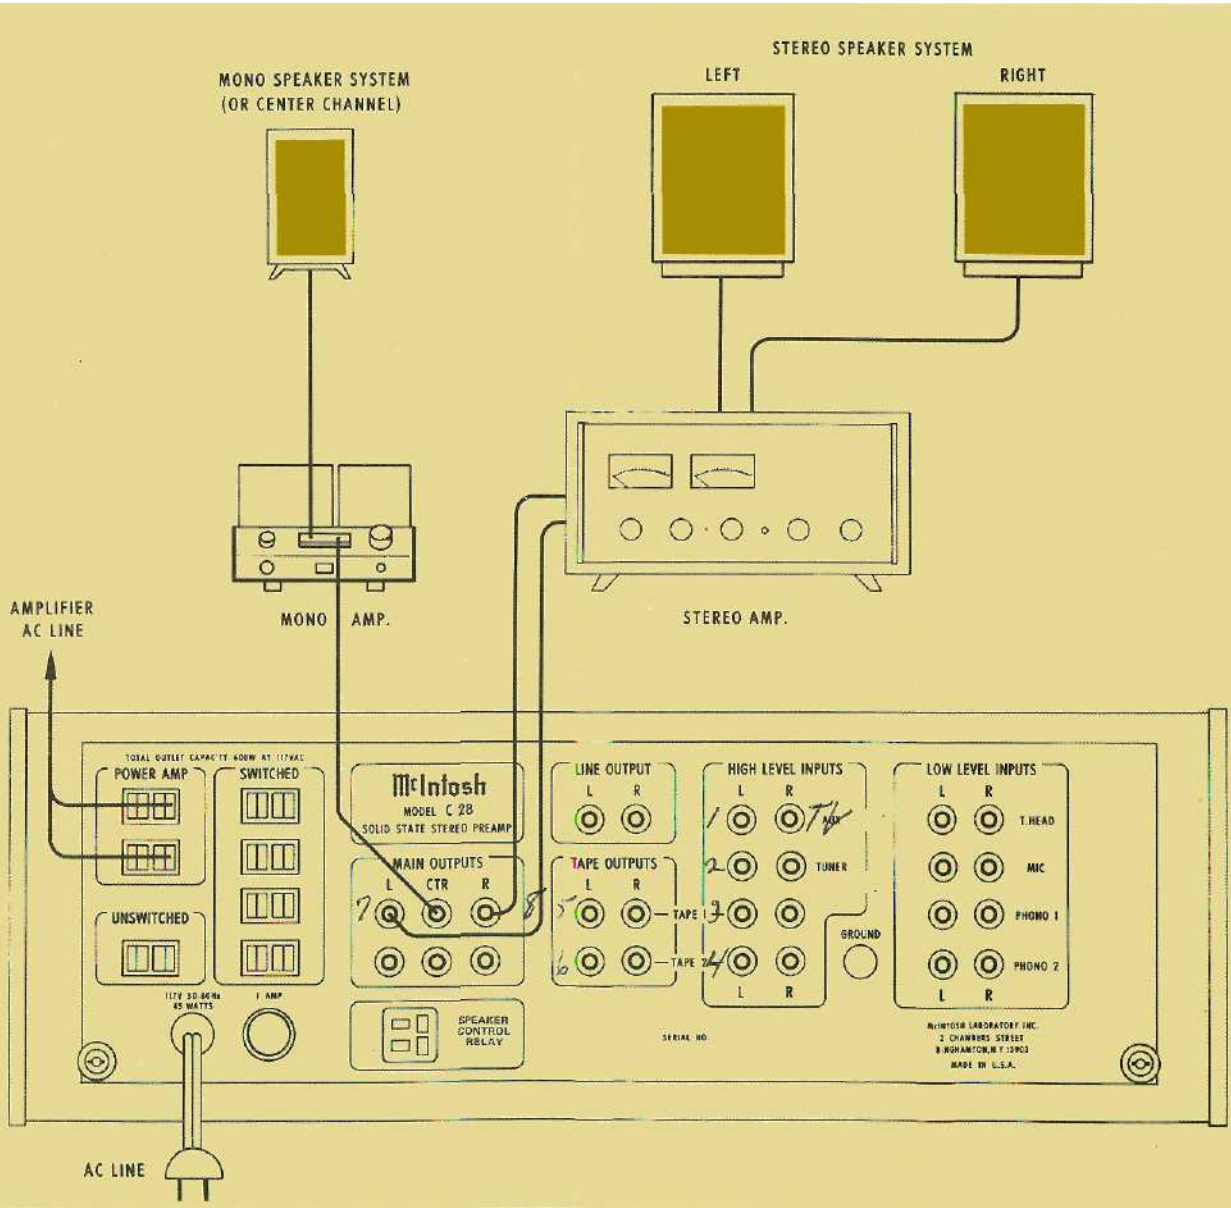 STEREO SPEAKER SYSTEM
LEFT
RIGHT
MONO SPEAKER SYSTEM
(OR CENTER CHANNEL)
MONO AMP.
STEREO AMP.
AMPLIFIER
AC LINE
TOTAL OUTLET CAPACITY 600W AT 117VAC
POWER AMP
SWITCHED
UNSWITCHED
117V 50-60Hz
45 WATTS
1 AMP
AC LINE
McIntosh
MODEL C 28
SOLID STATE STEREO PREAMP
MAIN OUTPUTS
L CTR R
7
8
SPEAKER
CONTROL
RELAY
LINE OUTPUT
L R
TAPE OUTPUTS
L R
5
TAPE 1
6
TAPE 2
HIGH LEVEL INPUTS
L R
1
AUX
2
TUNER
3
4
L R
GROUND
LOW LEVEL INPUTS
L R
T.HEAD
MIC
PHONO 1
PHONO 2
L R
SERIAL NO.
McINTOSH LABORATORY INC.
2 CHAMBERS STREET
BINGHAMTON, N.Y. 13903
MADE IN U.S.A.